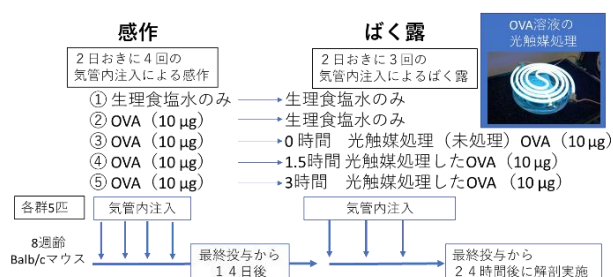 感作
ばく露
OVA溶液の
光触媒処理
2日おきに4回の
気管内注入による感作
2日おきに3回の
気管内注入によるばく露
① 生理食塩水のみ
生理食塩水のみ
② OVA（10 µg）
生理食塩水のみ
③ OVA（10 µg）
0時間 光触媒処理（未処理）OVA（10 µg）
④ OVA（10 µg）
1.5時間 光触媒処理したOVA（10 µg）
⑤ OVA（10 µg）
3時間 光触媒処理したOVA（10 µg）
各群5匹
気管内注入
気管内注入
8週齢
Balb/cマウス
最終投与から
14日後
最終投与から
24時間後に解剖実施